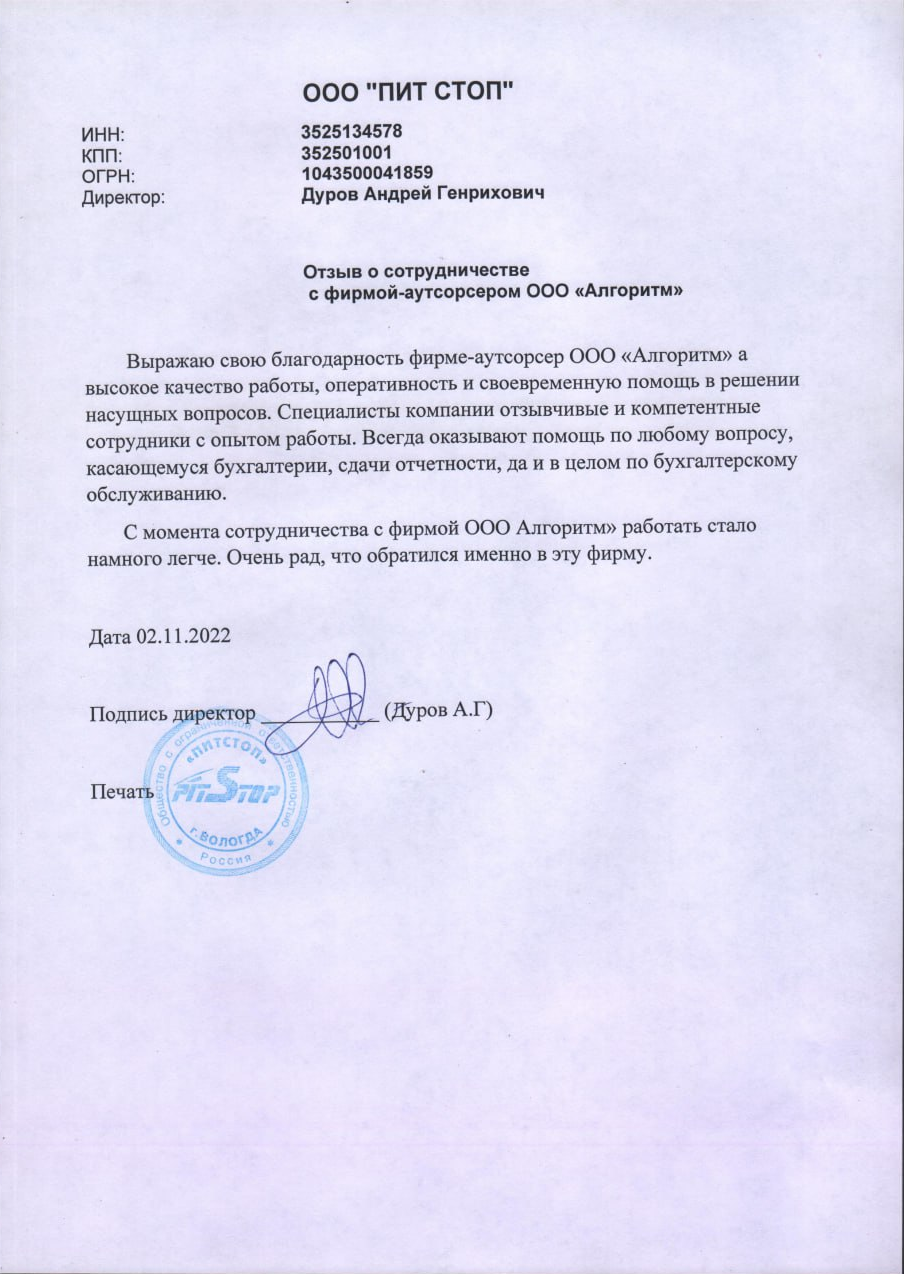 ООО "ПИТ СТОП"
ИНН: 3525134578
КПП: 352501001
ОГРН: 1043500041859
Директор: Дуров Андрей Генрихович
Отзыв о сотрудничестве
с фирмой-аутсорсером ООО «Алгоритм»
Выражаю свою благодарность фирме-аутсорсер ООО «Алгоритм» а
высокое качество работы, оперативность и своевременную помощь в решении
насущных вопросов. Специалисты компании отзывчивые и компетентные
сотрудники с опытом работы. Всегда оказывают помощь по любому вопросу,
касающемуся бухгалтерии, сдачи отчетности, да и в целом по бухгалтерскому
обслуживанию.
С момента сотрудничества с фирмой ООО Алгоритм» работать стало
намного легче. Очень рад, что обратился именно в эту фирму.
Дата 02.11.2022
Подпись директор ___________ (Дуров А.Г)
Печать
Общество с ограниченной ответственностью
«ПИТСТОП»
PITSTOP
г.ВОЛОГДА
Россия